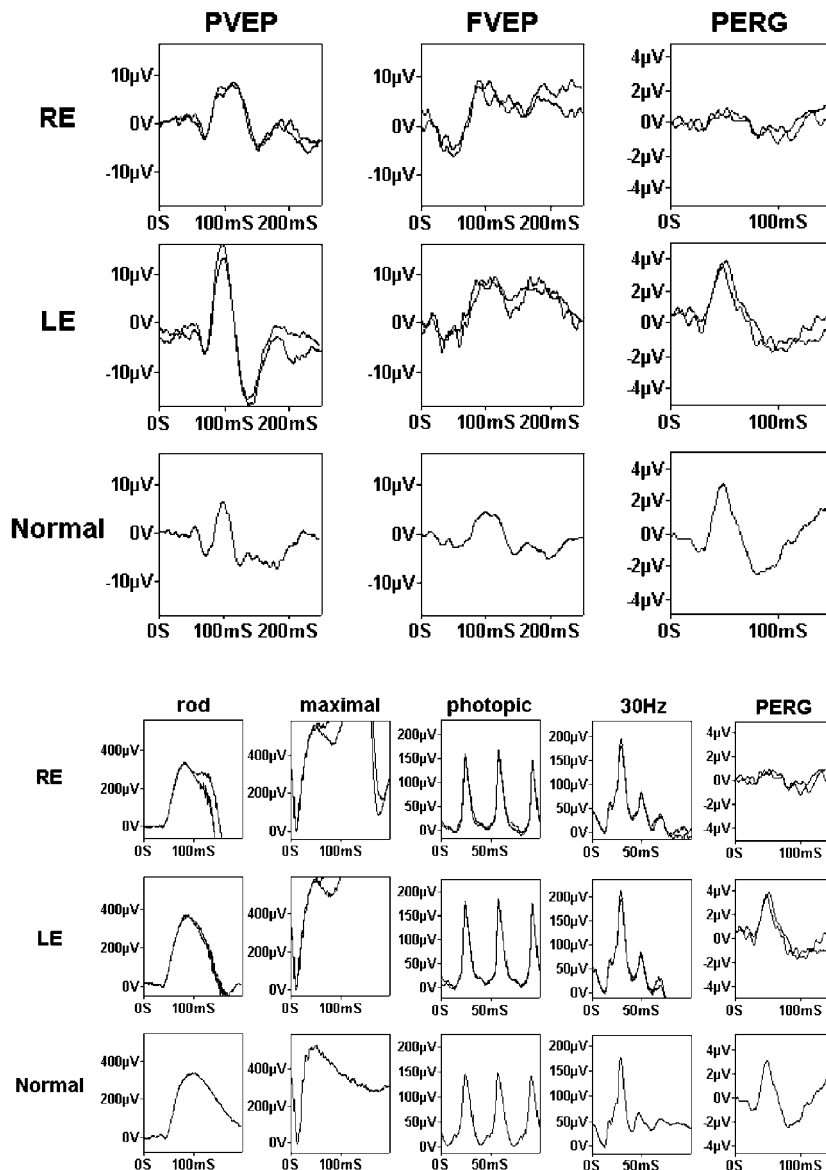 PVEP FVEP PERG
RE
10µV 0V -10µV 0S 100mS 200mS
10µV 0V -10µV 0S 100mS 200mS
4µV 2µV 0V -2µV -4µV 0S 100mS
LE
10µV 0V -10µV 0S 100mS 200mS
10µV 0V -10µV 0S 100mS 200mS
4µV 2µV 0V -2µV -4µV 0S 100mS
Normal
10µV 0V -10µV 0S 100mS 200mS
10µV 0V -10µV 0S 100mS 200mS
4µV 2µV 0V -2µV -4µV 0S 100mS
rod maximal photopic 30Hz PERG
RE
400µV 200µV 0V 0S 100mS
400µV 200µV 0V 0S 100mS
200µV 150µV 100µV 50µV 0V 0S 50mS
200µV 150µV 100µV 50µV 0V 0S 50mS
4µV 2µV 0V -2µV -4µV 0S 100mS
LE
400µV 200µV 0V 0S 100mS
400µV 200µV 0V 0S 100mS
200µV 150µV 100µV 50µV 0V 0S 50mS
200µV 150µV 100µV 50µV 0V 0S 50mS
4µV 2µV 0V -2µV -4µV 0S 100mS
Normal
400µV 200µV 0V 0S 100mS
400µV 200µV 0V 0S 100mS
200µV 150µV 100µV 50µV 0V 0S 50mS
200µV 150µV 100µV 50µV 0V 0S 50mS
4µV 2µV 0V -2µV -4µV 0S 100mS